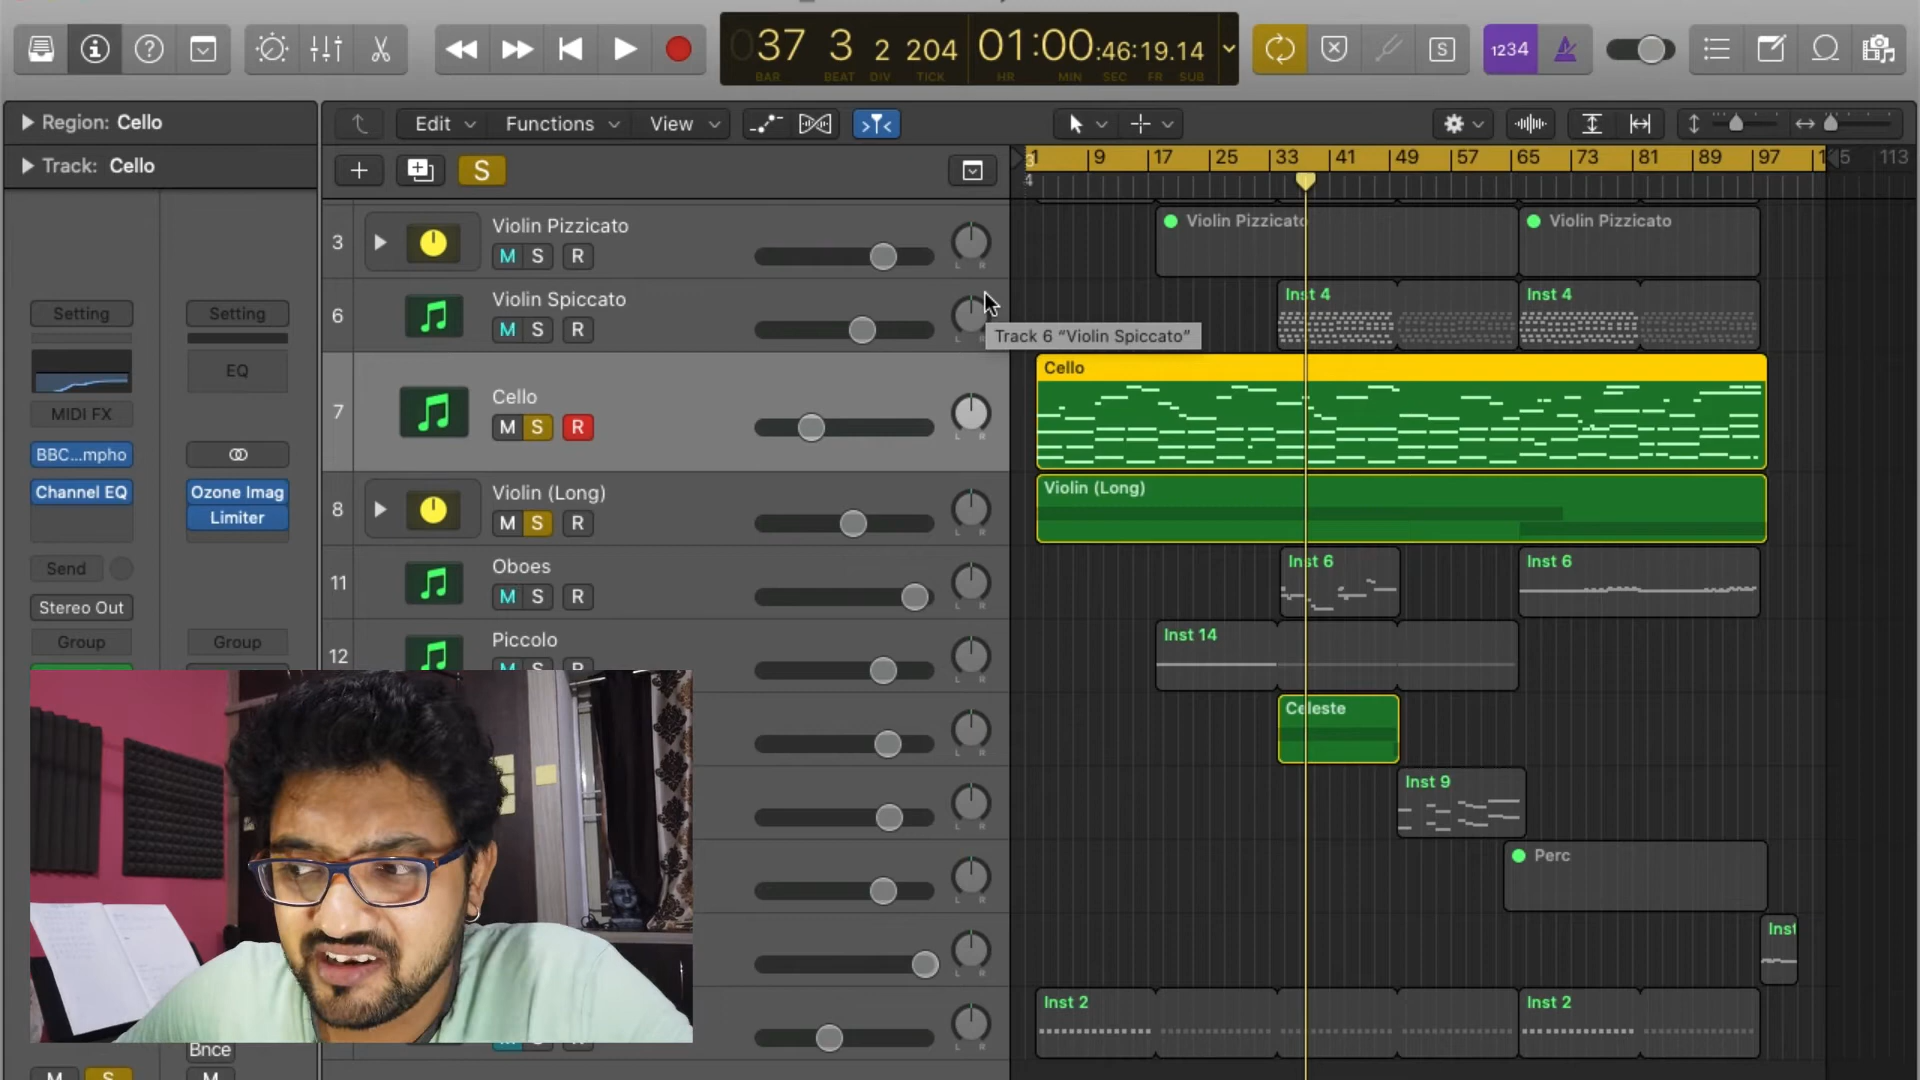 37 3 2 204 01:00:46:19.14
BAR BEAT DIV TICK HR MIN SEC FR SUB
S
1234
Region: Cello
Track: Cello
Edit
Functions
View
S
1 9 17 25 33 41 49 57 65 73 81 89 97 113
3
4
3
Violin Pizzicato
M S R
L R
Violin Pizzicato
Violin Pizzicato
6
Violin Spiccato
M S R
Inst 4
Inst 4
Track 6 “Violin Spiccato”
7
Cello
M S R
L R
Cello
8
Violin (Long)
M S R
L R
Violin (Long)
11
Oboes
M S R
L R
Inst 6
Inst 6
12
Piccolo
L R
Inst 14
L R
Celeste
L R
Inst 9
L R
Perc
L R
Inst
L R
Inst 2
Inst 2
Setting
Setting
EQ
MIDI FX
BBC...mpho
Channel EQ
Ozone Imag
Limiter
Send
Stereo Out
Group
Group
Bnce
M S
M